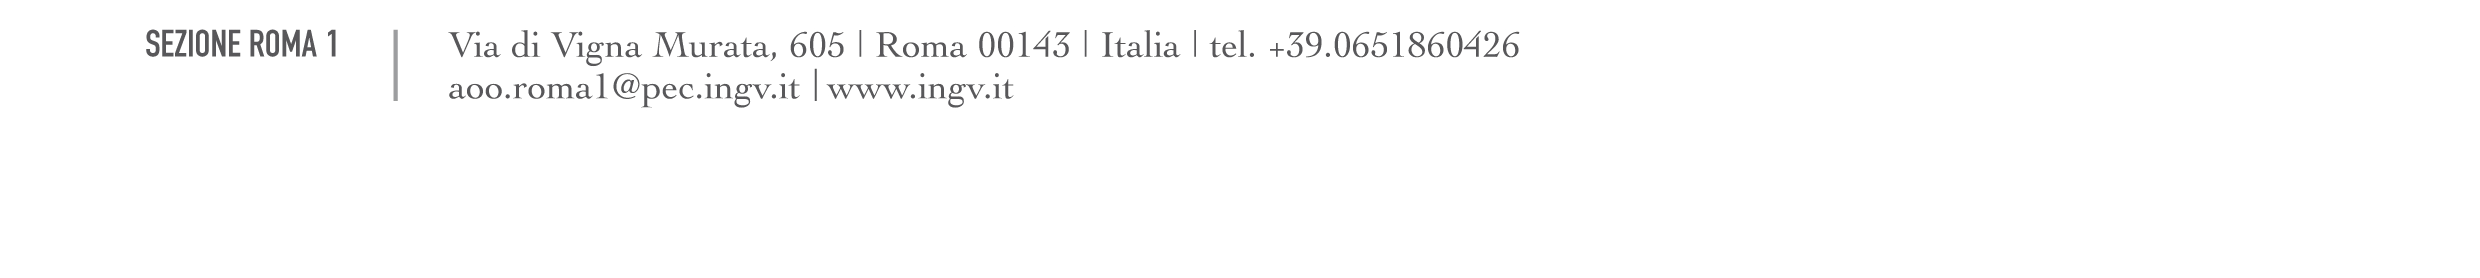 SEZIONE ROMA 1
Via di Vigna Murata, 605 | Roma 00143 | Italia | tel. +39.0651860426
aoo.roma1@pec.ingv.it | www.ingv.it